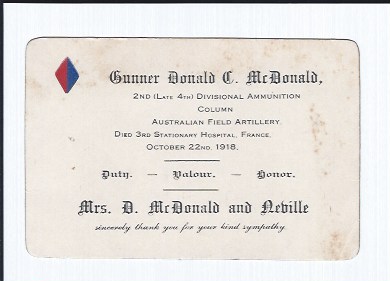 Gunner Donald C. McDonald,
2nd (Late 4th) Divisional Ammunition
Column
Australian Field Artillery.
Died 3rd Stationary Hospital, France,
October 22nd, 1918.
Duty. — Valour. — Honor.
Mrs. D. McDonald and Neville
sincerely thank you for your kind sympathy.